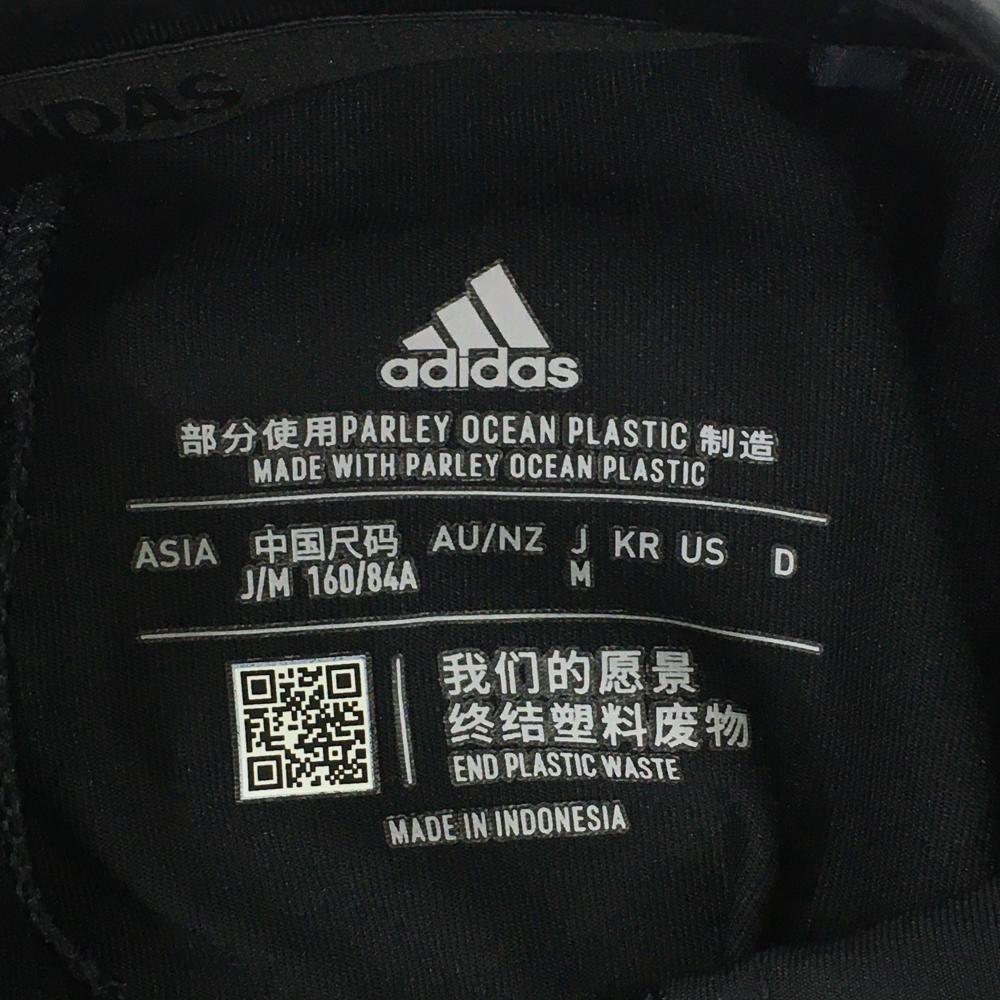 DAS
adidas
部分使用PARLEY OCEAN PLASTIC 制造
MADE WITH PARLEY OCEAN PLASTIC
ASIA 中国尺码 AU/NZ J KR US D
J/M 160/84A M
我们的愿景
终结塑料废物
END PLASTIC WASTE
MADE IN INDONESIA